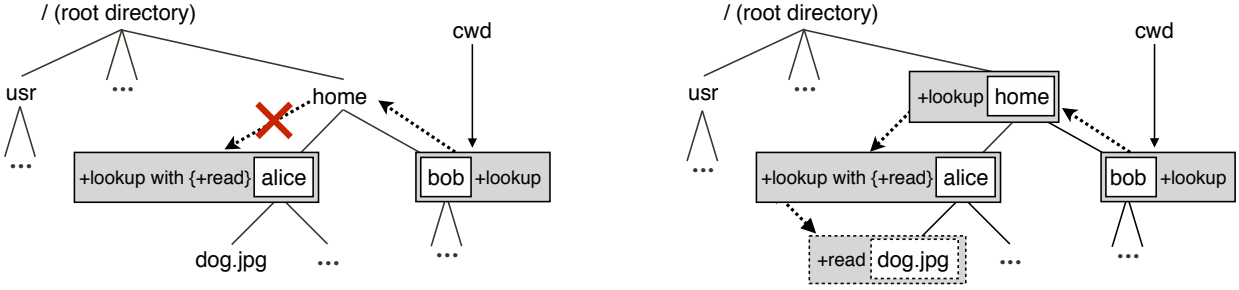 / (root directory)
cwd
usr
...
home
...
+lookup with {+read} alice
bob +lookup
dog.jpg
...
...
/ (root directory)
cwd
usr
...
+lookup home
...
+lookup with {+read} alice
bob +lookup
+read dog.jpg
...
...